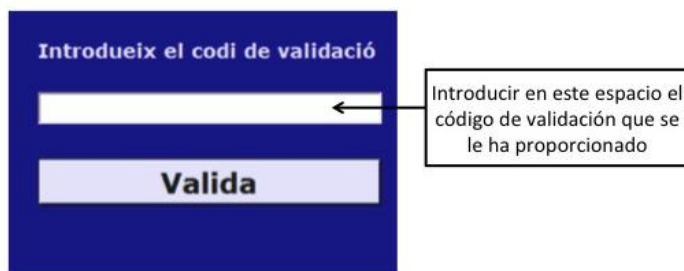 Introdueix el codi de validació
Valida
Introducir en este espacio el
código de validación que se
le ha proporcionado